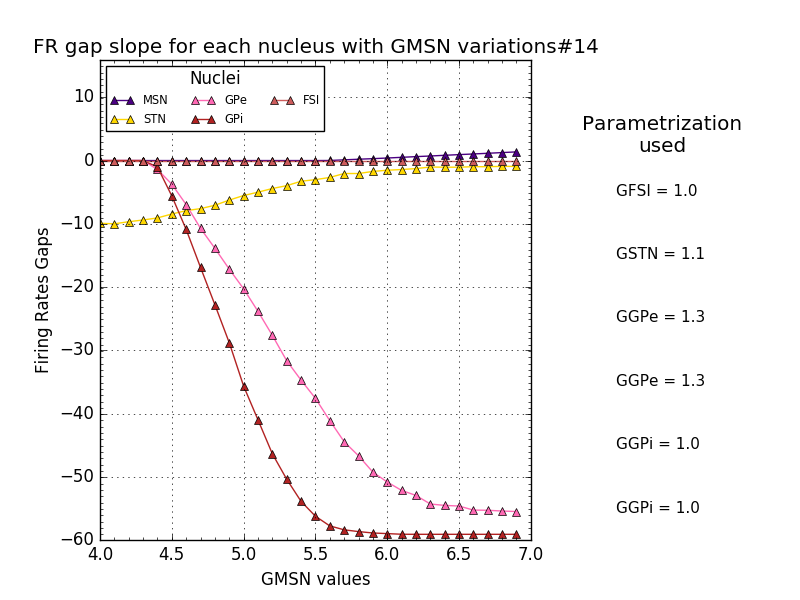 FR gap slope for each nucleus with GMSN variations#14
Nuclei
MSN GPe FSI
STN GPi
10
0
−10
−20
−30
−40
−50
−60
Firing Rates Gaps
4.0 4.5 5.0 5.5 6.0 6.5 7.0
GMSN values
Parametrization
used
GFSI = 1.0
GSTN = 1.1
GGPe = 1.3
GGPe = 1.3
GGPi = 1.0
GGPi = 1.0